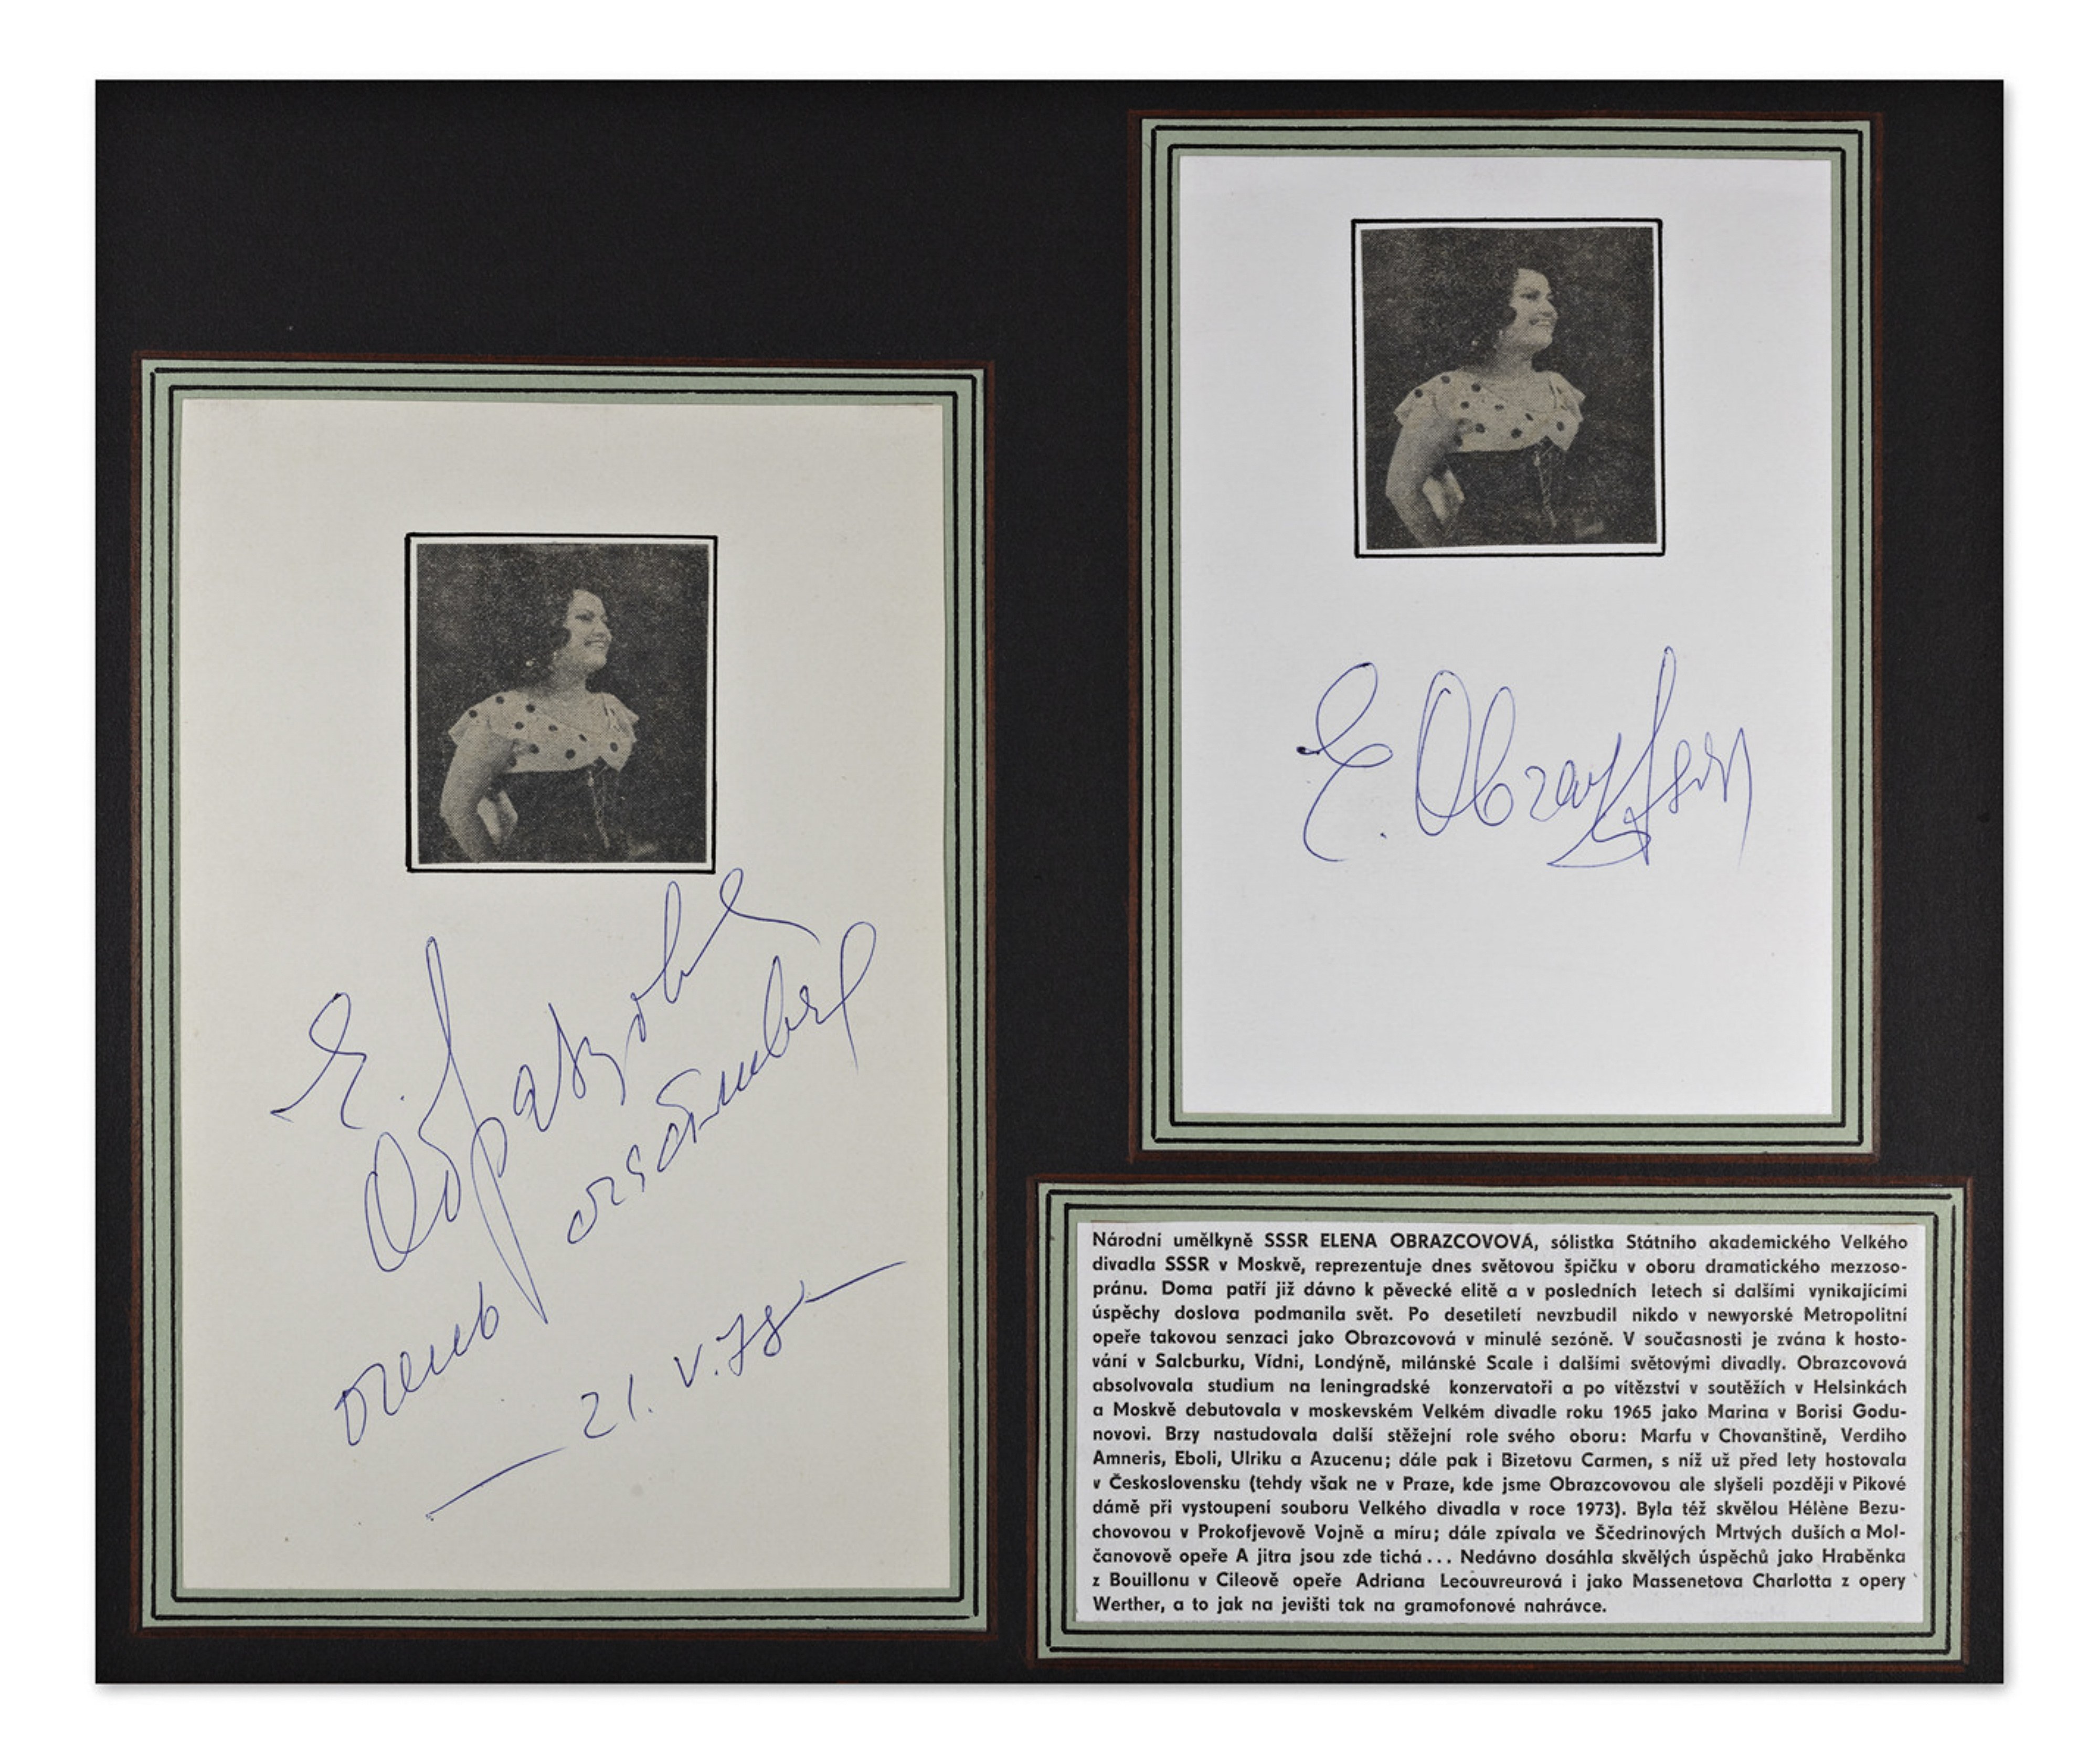 Е. Образцова
очень
21. V. 78
E.
Národní umělkyně SSSR ELENA OBRAZCOVOVÁ, sólistka Státního akademického Velkého
divadla SSSR v Moskvě, reprezentuje dnes světovou špičku v oboru dramatického mezzoso-
pránu. Doma patří již dávno k pěvecké elitě a v posledních letech si dalšími vynikajícími
úspěchy doslova podmanila svět. Po desetiletí nevzbudil nikdo v newyorské Metropolitní
opeře takovou senzaci jako Obrazcovová v minulé sezóně. V současnosti je zvána k hosto-
vání v Salcburku, Vídni, Londýně, milánské Scale i dalšími světovými divadly. Obrazcovová
absolvovala studium na leningradské konzervatoři a po vítězství v soutěžích v Helsinkách
a Moskvě debutovala v moskevském Velkém divadle roku 1965 jako Marina v Borisi Godu-
novovi. Brzy nastudovala další stěžejní role svého oboru: Marfu v Chovanštině, Verdiho
Amneris, Eboli, Ulriku a Azucenu; dále pak i Bizetovu Carmen, s níž už před lety hostovala
v Československu (tehdy však ne v Praze, kde jsme Obrazcovovou ale slyšeli později v Pikové
dámě při vystoupení souboru Velkého divadla v roce 1973). Byla též skvělou Hélène Bezu-
chovovou v Prokofjevově Vojně a míru; dále zpívala ve Ščedrinových Mrtvých duších a Mol-
čanovově opeře A jitra jsou zde tichá... Nedávno dosáhla skvělých úspěchů jako Hraběnka
z Bouillonu v Cileově opeře Adriana Lecouvreurová i jako Massenetova Charlotta z opery
Werther, a to jak na jevišti tak na gramofonové nahrávce.